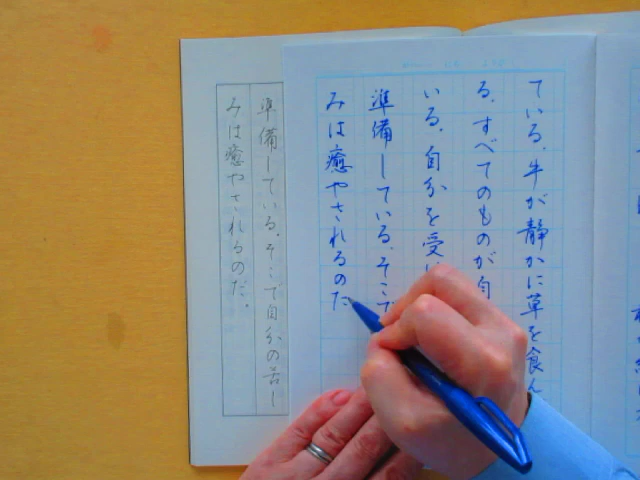 ている。牛が静かに草を食ん
る。すべてのものが自
いる。自分を受け
準備している。そこで
みは癒やされるのだ
準備している。そこで自分の苦し
みは癒やされるのだ。